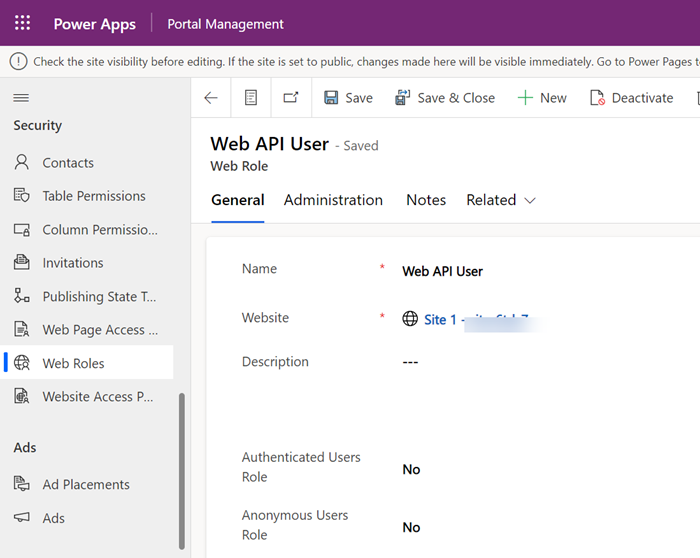 Power Apps Portal Management
Check the site visibility before editing. If the site is set to public, changes made here will be visible immediately. Go to Power Pages
Save Save & Close New Deactivate
Security
Contacts
Table Permissions
Column Permissio...
Invitations
Publishing State T...
Web Page Access ...
Web Roles
Website Access P...
Ads
Ad Placements
Ads
Web API User - Saved
Web Role
General Administration Notes Related
Name * Web API User
Website * Site 1 -
Description ---
Authenticated Users
Role
No
Anonymous Users
Role
No